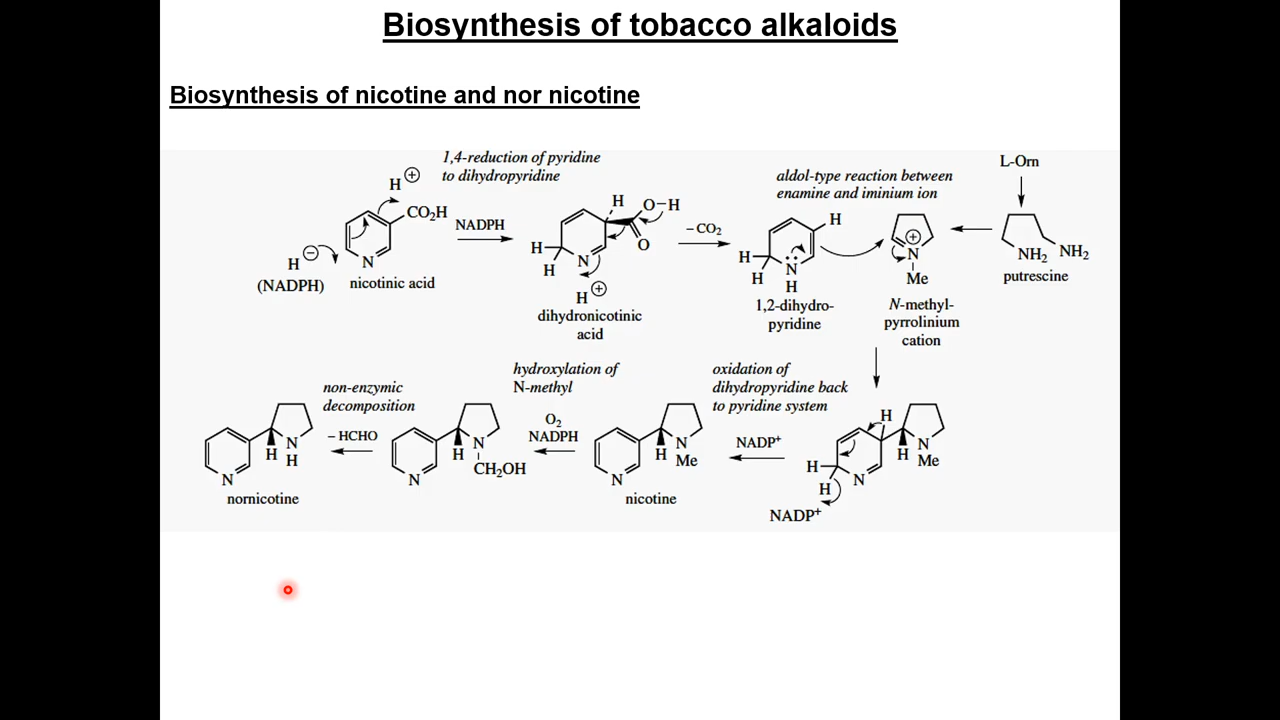 Biosynthesis of tobacco alkaloids
Biosynthesis of nicotine and nor nicotine
1,4-reduction of pyridine
to dihydropyridine
H ⊕
CO₂H
H ⊖
(NADPH)
N
nicotinic acid
NADPH
H
O–H
O
H
H
N
H ⊕
dihydronicotinic
acid
– CO₂
aldol-type reaction between
enamine and iminium ion
H
H
H
N
H
1,2-dihydro-
pyridine
⊕
N
Me
N-methyl-
pyrrolinium
cation
L-Orn
NH₂
NH₂
putrescine
non-enzymic
decomposition
– HCHO
N
H
N
H
nornicotine
hydroxylation of
N-methyl
O₂
NADPH
N
H
N
CH₂OH
oxidation of
dihydropyridine back
to pyridine system
NADP⁺
N
H
N
Me
nicotine
H
H
H
N
H
N
Me
NADP⁺